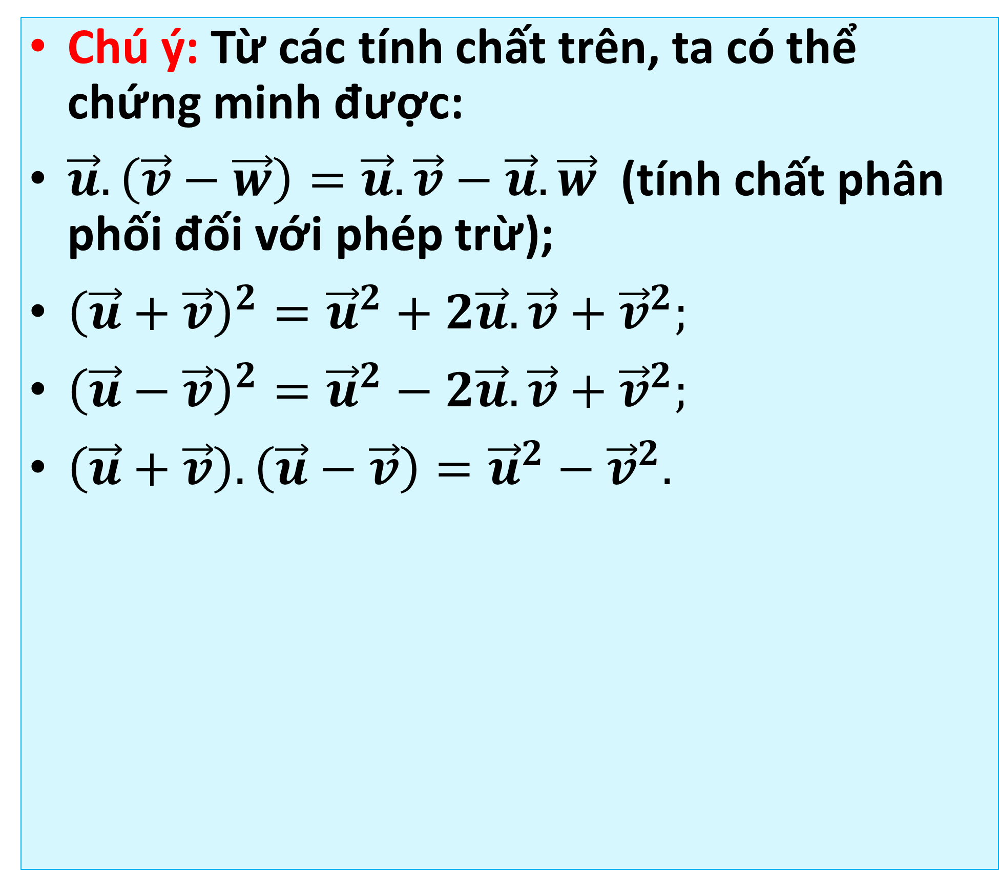 • Chú ý: Từ các tính chất trên, ta có thể
chứng minh được:
• $\vec{u}.(\vec{v} - \vec{w}) = \vec{u}.\vec{v} - \vec{u}.\vec{w}$ (tính chất phân
phối đối với phép trừ);
• $(\vec{u} + \vec{v})^2 = \vec{u}^2 + 2\vec{u}.\vec{v} + \vec{v}^2$;
• $(\vec{u} - \vec{v})^2 = \vec{u}^2 - 2\vec{u}.\vec{v} + \vec{v}^2$;
• $(\vec{u} + \vec{v}).(\vec{u} - \vec{v}) = \vec{u}^2 - \vec{v}^2$.